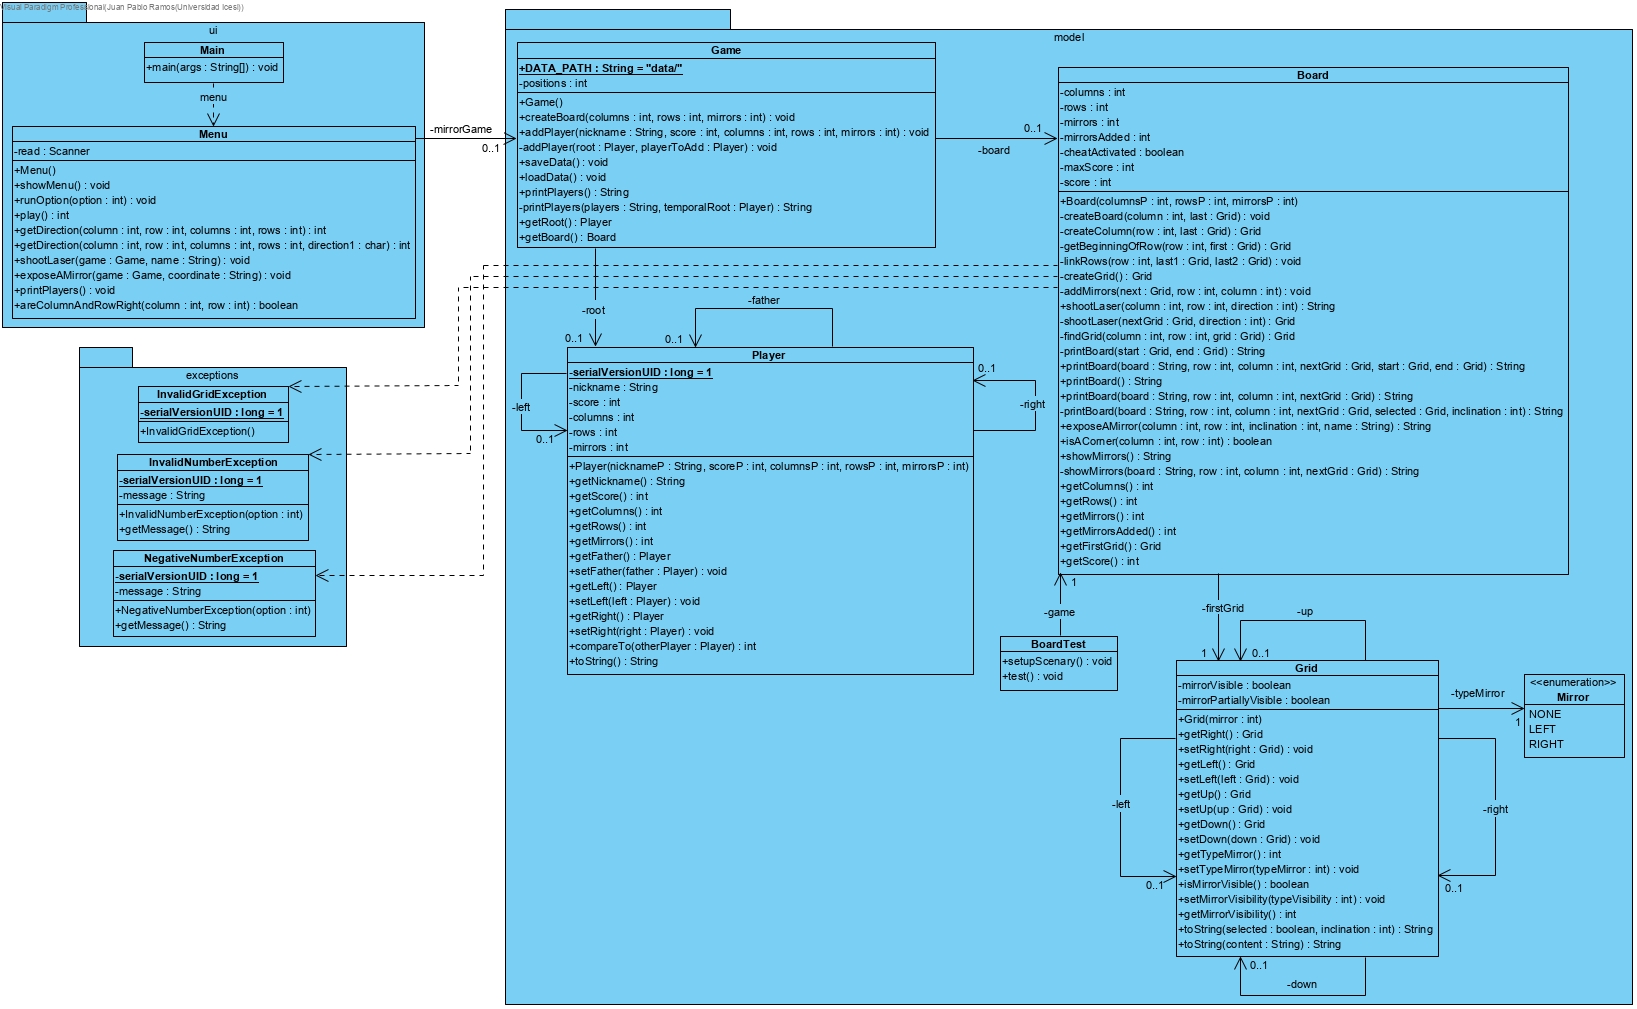 Visual Paradigm Professional(Juan Pablo Ramos(Universidad Icesi))
ui
Main
+main(args : String[]) : void
menu
Menu
-read : Scanner
+Menu()
+showMenu() : void
+runOption(option : int) : void
+play() : int
+getDirection(column : int, row : int, columns : int, rows : int) : int
+getDirection(column : int, row : int, columns : int, rows : int, direction1 : char) : int
+shootLaser(game : Game, name : String) : void
+exposeAMirror(game : Game, coordinate : String) : void
+printPlayers() : void
+areColumnAndRowRight(column : int, row : int) : boolean
-mirrorGame
0..1
exceptions
InvalidGridException
-serialVersionUID : long = 1
+InvalidGridException()
InvalidNumberException
-serialVersionUID : long = 1
-message : String
+InvalidNumberException(option : int)
+getMessage() : String
NegativeNumberException
-serialVersionUID : long = 1
-message : String
+NegativeNumberException(option : int)
+getMessage() : String
model
Game
+DATA_PATH : String = "data/"
-positions : int
+Game()
+createBoard(columns : int, rows : int, mirrors : int) : void
+addPlayer(nickname : String, score : int, columns : int, rows : int, mirrors : int) : void
-addPlayer(root : Player, playerToAdd : Player) : void
+saveData() : void
+loadData() : void
+printPlayers() : String
-printPlayers(players : String, temporalRoot : Player) : String
+getRoot() : Player
+getBoard() : Board
0..1
-board
-root
0..1
-father
0..1
Player
-serialVersionUID : long = 1
-nickname : String
-score : int
-columns : int
-rows : int
-mirrors : int
+Player(nicknameP : String, scoreP : int, columnsP : int, rowsP : int, mirrorsP : int)
+getNickname() : String
+getScore() : int
+getColumns() : int
+getRows() : int
+getMirrors() : int
+getFather() : Player
+setFather(father : Player) : void
+getLeft() : Player
+setLeft(left : Player) : void
+getRight() : Player
+setRight(right : Player) : void
+compareTo(otherPlayer : Player) : int
+toString() : String
-left
0..1
0..1
-right
Board
-columns : int
-rows : int
-mirrors : int
-mirrorsAdded : int
-cheatActivated : boolean
-maxScore : int
-score : int
+Board(columnsP : int, rowsP : int, mirrorsP : int)
-createBoard(column : int, last : Grid) : void
-createColumn(row : int, last : Grid) : Grid
-getBeginningOfRow(row : int, first : Grid) : Grid
-linkRows(row : int, last1 : Grid, last2 : Grid) : void
-createGrid() : Grid
-addMirrors(next : Grid, row : int, column : int) : void
+shootLaser(column : int, row : int, direction : int) : String
-shootLaser(nextGrid : Grid, direction : int) : Grid
-findGrid(column : int, row : int, grid : Grid) : Grid
-printBoard(start : Grid, end : Grid) : String
+printBoard(board : String, row : int, column : int, nextGrid : Grid, start : Grid, end : Grid) : String
+printBoard() : String
+printBoard(board : String, row : int, column : int, nextGrid : Grid) : String
-printBoard(board : String, row : int, column : int, nextGrid : Grid, selected : Grid, inclination : int) : String
+exposeAMirror(column : int, row : int, inclination : int, name : String) : String
+isACorner(column : int, row : int) : boolean
+showMirrors() : String
-showMirrors(board : String, row : int, column : int, nextGrid : Grid) : String
+getColumns() : int
+getRows() : int
+getMirrors() : int
+getMirrorsAdded() : int
+getFirstGrid() : Grid
+getScore() : int
1
-game
BoardTest
+setupScenary() : void
+test() : void
-firstGrid
1
-up
0..1
Grid
-mirrorVisible : boolean
-mirrorPartiallyVisible : boolean
+Grid(mirror : int)
+getRight() : Grid
+setRight(right : Grid) : void
+getLeft() : Grid
+setLeft(left : Grid) : void
+getUp() : Grid
+setUp(up : Grid) : void
+getDown() : Grid
+setDown(down : Grid) : void
+getTypeMirror() : int
+setTypeMirror(typeMirror : int) : void
+isMirrorVisible() : boolean
+setMirrorVisibility(typeVisibility : int) : void
+getMirrorVisibility() : int
+toString(selected : boolean, inclination : int) : String
+toString(content : String) : String
-left
0..1
-right
0..1
0..1
-down
-typeMirror
1
<<enumeration>>
Mirror
NONE
LEFT
RIGHT